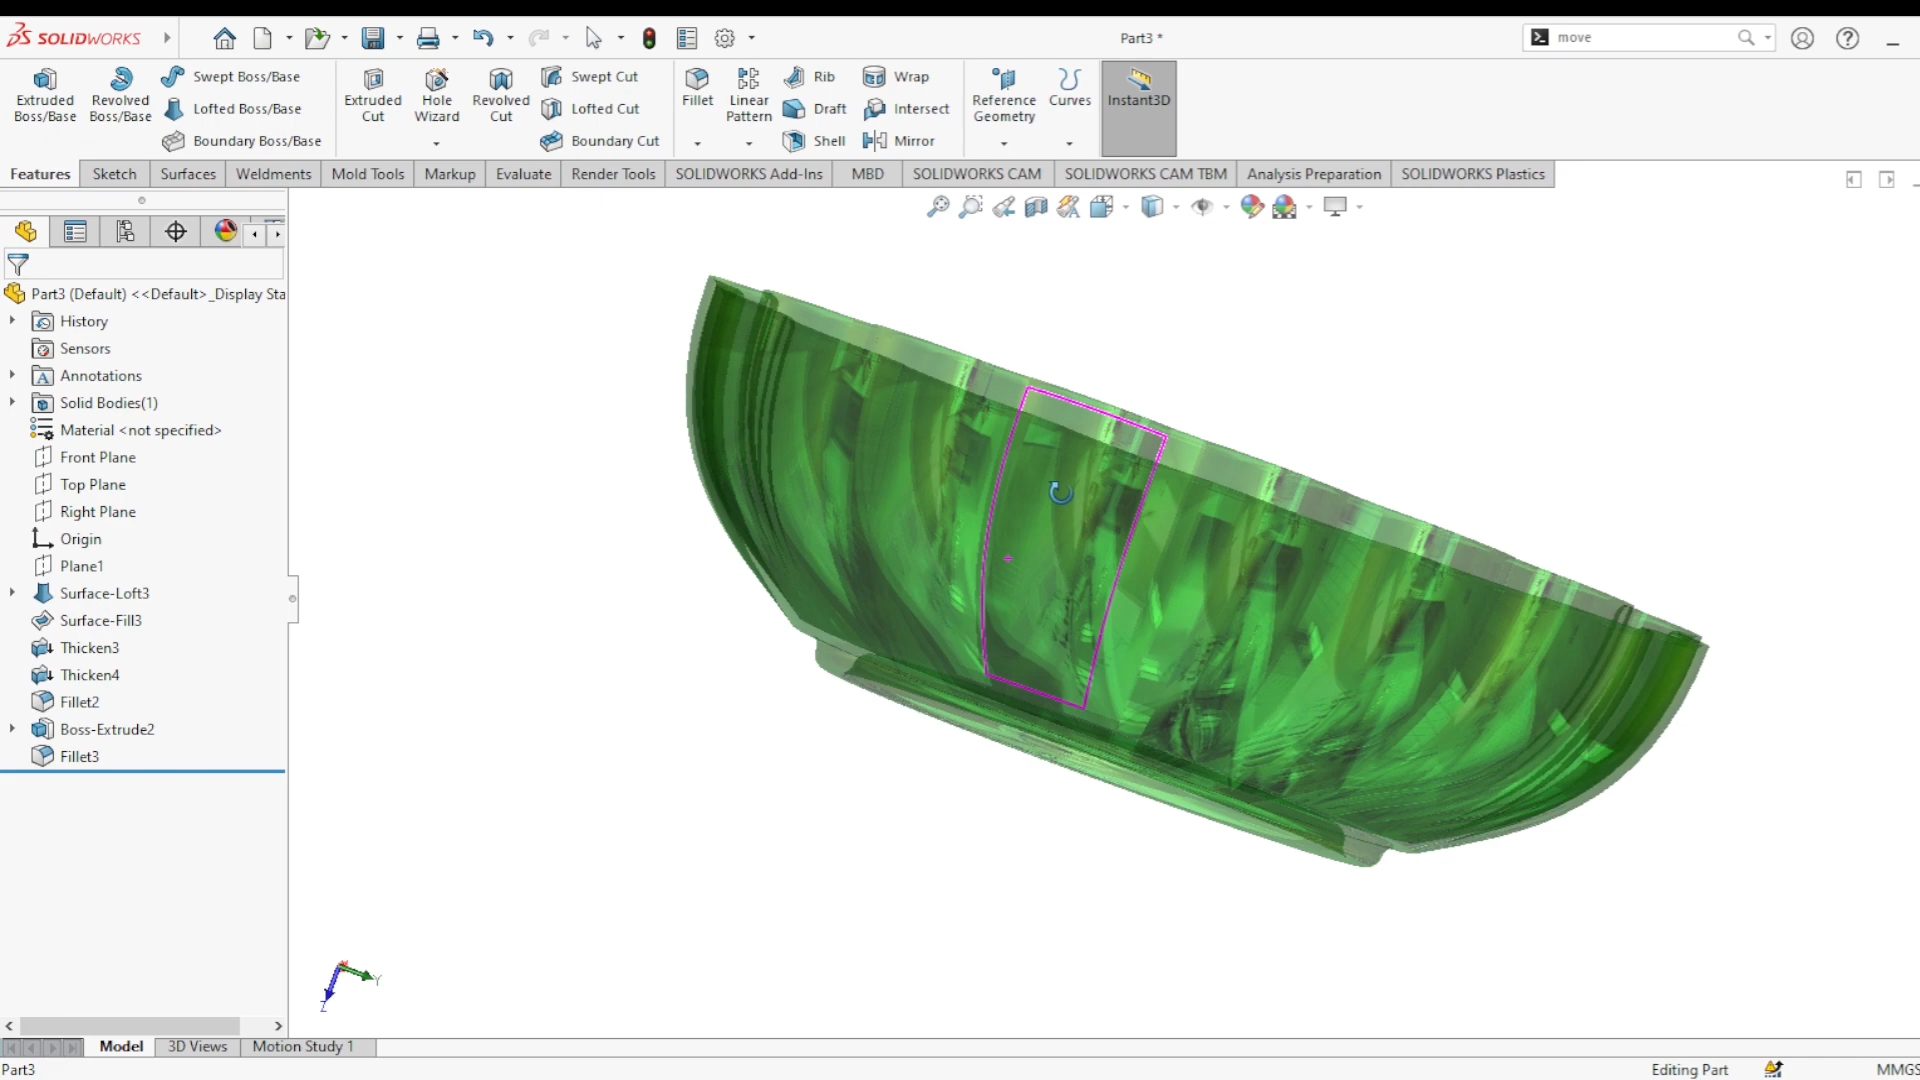 SOLIDWORKS
Part3 *
move
Extruded Boss/Base
Revolved Boss/Base
Swept Boss/Base
Lofted Boss/Base
Boundary Boss/Base
Extruded Cut
Hole Wizard
Revolved Cut
Swept Cut
Lofted Cut
Boundary Cut
Fillet
Linear Pattern
Rib
Draft
Shell
Wrap
Intersect
Mirror
Reference Geometry
Curves
Instant3D
Features
Sketch
Surfaces
Weldments
Mold Tools
Markup
Evaluate
Render Tools
SOLIDWORKS Add-Ins
MBD
SOLIDWORKS CAM
SOLIDWORKS CAM TBM
Analysis Preparation
SOLIDWORKS Plastics
Part3 (Default) <<Default>_Display Sta
History
Sensors
Annotations
Solid Bodies(1)
Material <not specified>
Front Plane
Top Plane
Right Plane
Origin
Plane1
Surface-Loft3
Surface-Fill3
Thicken3
Thicken4
Fillet2
Boss-Extrude2
Fillet3
Y
Z
Model
3D Views
Motion Study 1
Part3
Editing Part
MMGS